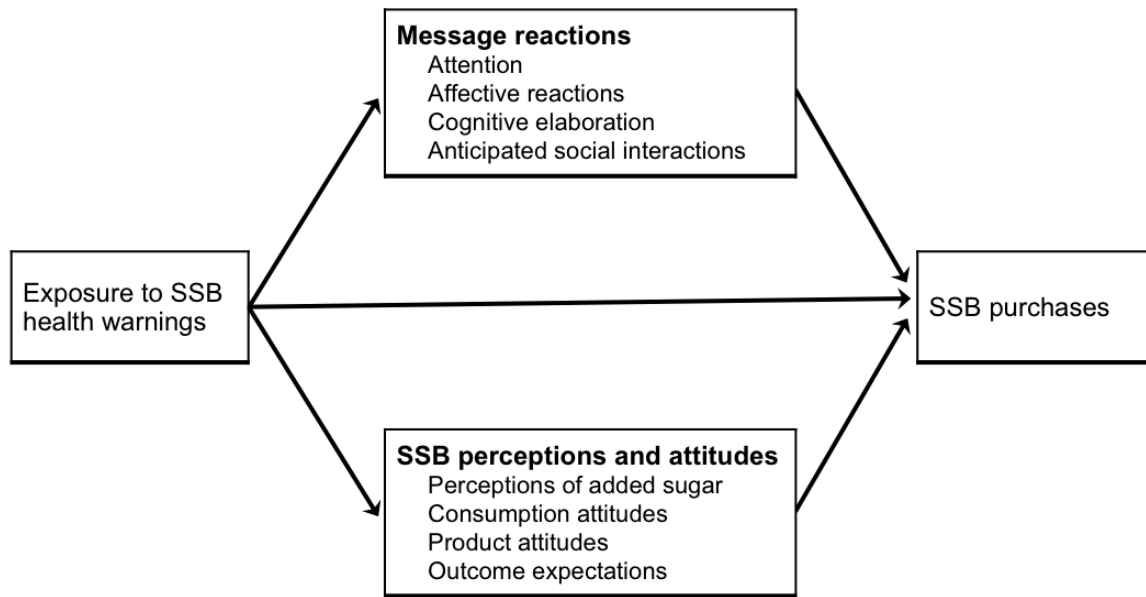 Message reactions
Attention
Affective reactions
Cognitive elaboration
Anticipated social interactions
Exposure to SSB
health warnings
SSB purchases
SSB perceptions and attitudes
Perceptions of added sugar
Consumption attitudes
Product attitudes
Outcome expectations